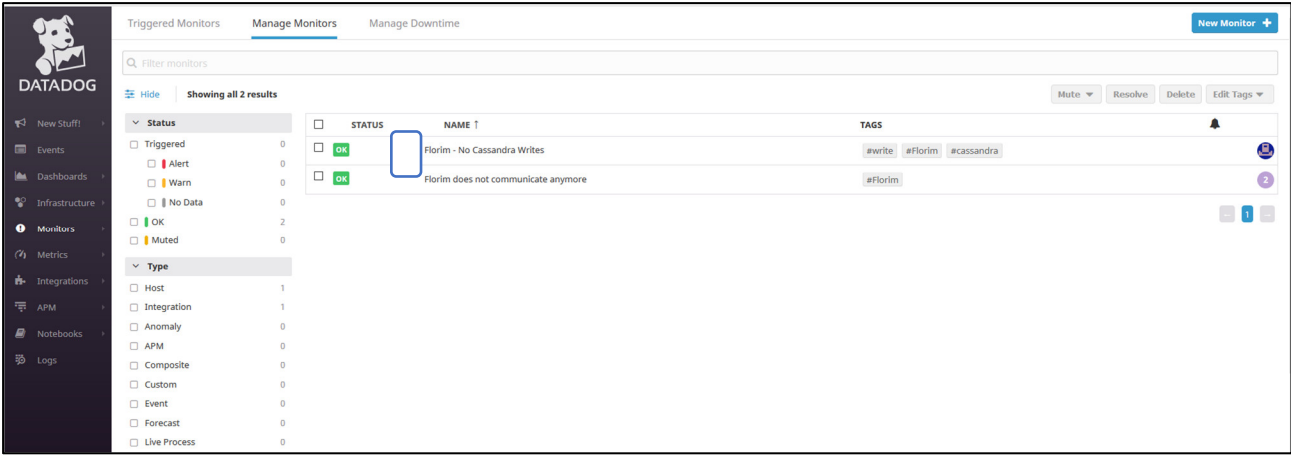 DATADOG
New Stuff!
Events
Dashboards
Infrastructure
Monitors
Metrics
Integrations
APM
Notebooks
Logs
Triggered Monitors Manage Monitors Manage Downtime New Monitor +
Filter monitors
Hide Showing all 2 results Mute Resolve Delete Edit Tags
Status
Triggered 0
Alert 0
Warn 0
No Data 0
OK 2
Muted 0
Type
Host 1
Integration 1
Anomaly 0
APM 0
Composite 0
Custom 0
Event 0
Forecast 0
Live Process 0
STATUS NAME ↑ TAGS
OK Florim - No Cassandra Writes #write #Florim #cassandra
OK Florim does not communicate anymore #Florim 2
1